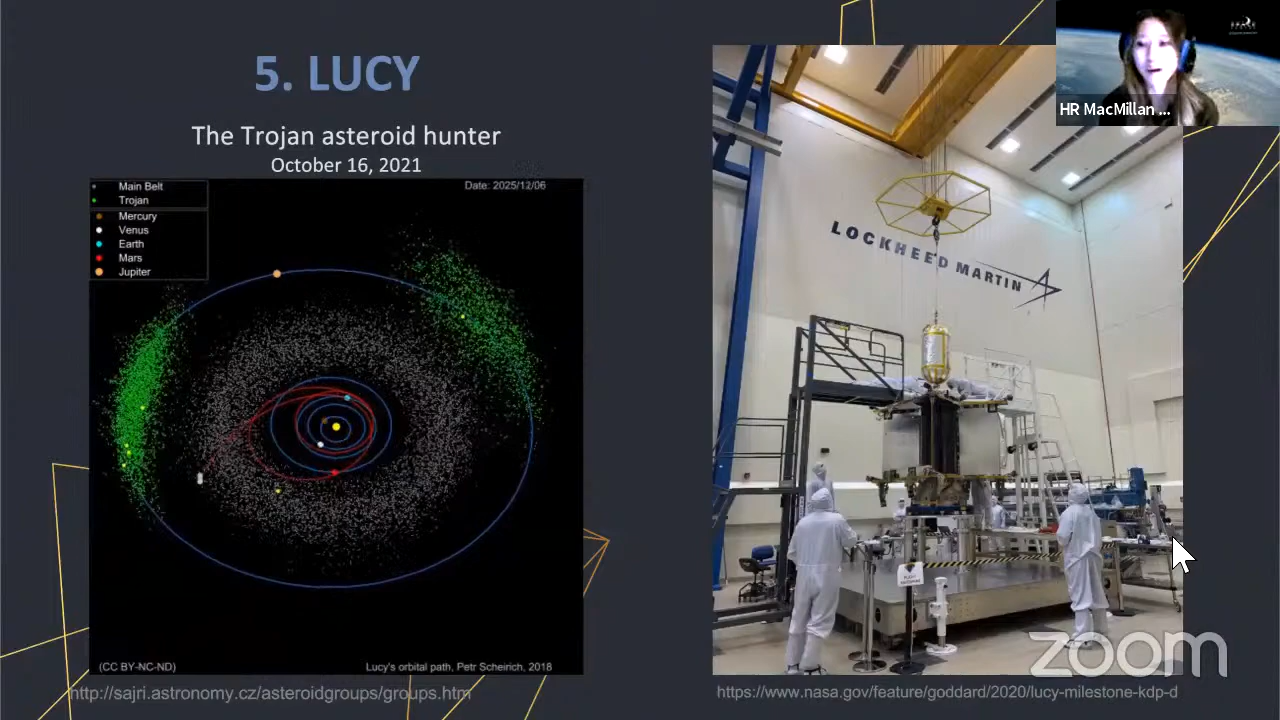 5. LUCY
The Trojan asteroid hunter
October 16, 2021
Main Belt
Trojan
Mercury
Venus
Earth
Mars
Jupiter
Date: 2025/12/06
(CC BY-NC-ND)
Lucy's orbital path, Petr Scheirich, 2018
http://sajri.astronomy.cz/asteroidgroups/groups.htm
HR MacMillan ...
LOCKHEED MARTIN
zoom
https://www.nasa.gov/feature/goddard/2020/lucy-milestone-kdp-d